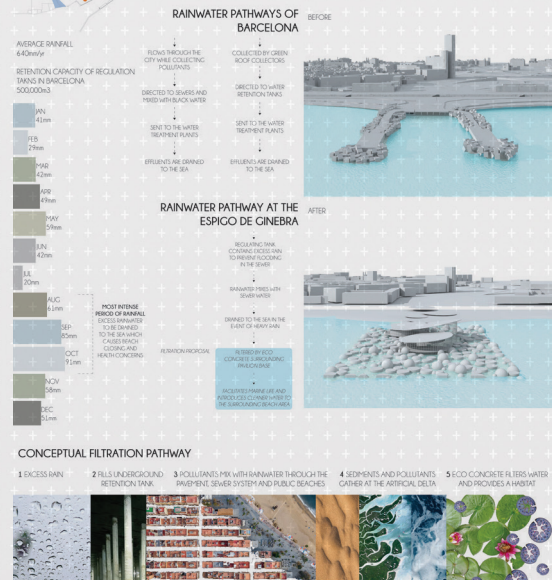 RAINWATER PATHWAYS OF
BARCELONA
BEFORE
AVERAGE RAINFALL
640mm/yr
RETENTION CAPACITY OF REGULATION
TAKNS IN BARCELONA
500,000m3
JAN
41mm
FEB
29mm
MAR
42mm
APR
49mm
MAY
59mm
JUN
42mm
JUL
20mm
AUG
61mm
SEP
85mm
OCT
91mm
NOV
58mm
DEC
51mm
MOST INTENSE
PERIOD OF RAINFALL
EXCESS RAINWATER
TO BE DRAINED
TO THE SEA WHICH
CAUSES BEACH
CLOSING AND
HEALTH CONCERNS
FLOWS THROUGH THE
CITY WHILE COLLECTING
POLLUTANTS
DIRECTED TO SEWERS AND
MIXED WITH BLACK WATER
SENT TO THE WATER
TREATMENT PLANTS
EFFLUENTS ARE DRAINED
TO THE SEA
COLLECTED BY GREEN
ROOF COLLECTORS
DIRECTED TO WATER
RETENTION TANKS
SENT TO THE WATER
TREATMENT PLANTS
EFFLUENTS ARE DRAINED
TO THE SEA
RAINWATER PATHWAY AT THE
ESPIGO DE GINEBRA
AFTER
REGULATING TANK
CONTAINS EXCESS RAIN
TO PREVENT FLOODING
IN THE SEWER
RAINWATER MIXES WITH
SEWER WATER
DRAINED TO THE SEA IN THE
EVENT OF HEAVY RAIN
FILTRATION PROPOSAL
FILTERED BY ECO
CONCRETE SURROUNDING
PAVILION BASE
FACILITATES MARINE LIFE AND
INTRODUCES CLEANER WATER TO
THE SURROUNDING BEACH AREA
CONCEPTUAL FILTRATION PATHWAY
1 EXCESS RAIN
2 FILLS UNDERGROUND
RETENTION TANK
3 POLLUTANTS MIX WITH RAINWATER THROUGH THE
PAVEMENT, SEWER SYSTEM AND PUBLIC BEACHES
4 SEDIMENTS AND POLLUTANTS
GATHER AT THE ARTIFICIAL DELTA
5 ECO CONCRETE FILTERS WATER
AND PROVIDES A HABITAT